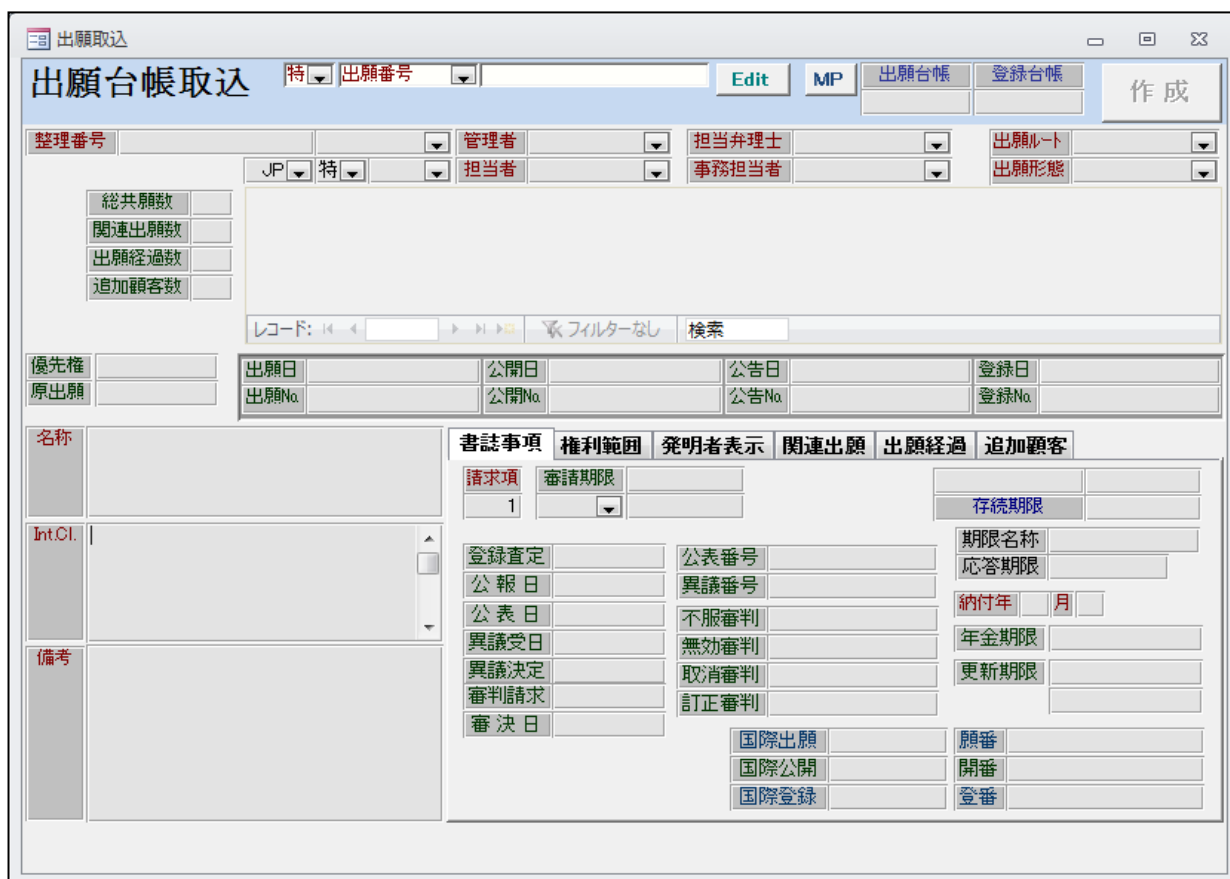 出願取込
出願台帳取込 特 出願番号 Edit MP 出願台帳 登録台帳 作成
整理番号 管理者 担当弁理士 出願ルート
JP 特 担当者 事務担当者 出願形態
総共願数
関連出願数
出願経過数
追加顧客数
レコード: フィルターなし 検索
優先権 出願日 公開日 公告日 登録日
原出願 出願No. 公開No. 公告No. 登録No.
名称 書誌事項 権利範囲 発明者表示 関連出願 出願経過 追加顧客
請求項 審請期限
1 存続期限
Int.Cl. 期限名称
登録査定 公表番号 応答期限
公報日 異議番号
公表日 不服審判 納付年 月
異議受日 無効審判 年金期限
備考 異議決定 取消審判 更新期限
審判請求 訂正審判
審決日
国際出願 願番
国際公開 開番
国際登録 登番